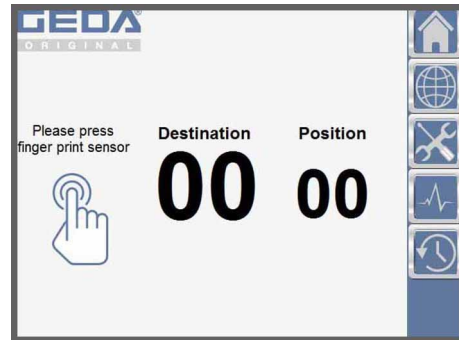 GEDA®
ORIGINAL
Please press
finger print sensor
Destination
Position
00
00